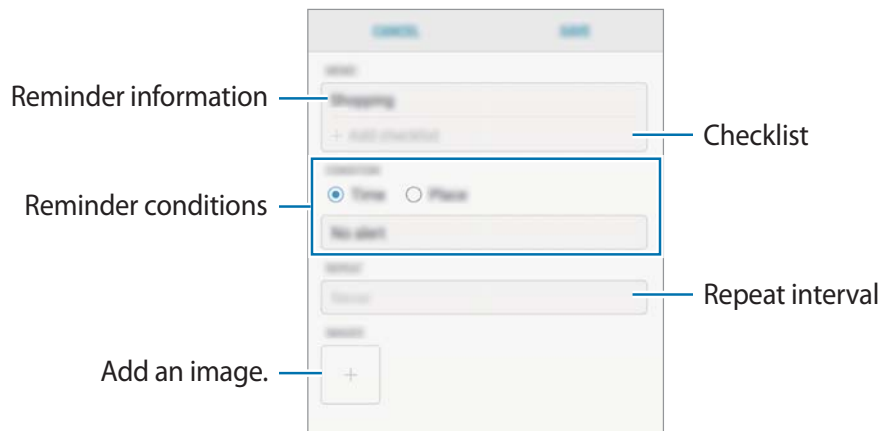 CANCEL SAVE
Reminder information
Shopping
+ Add checklist
Checklist
Reminder conditions
Time Place
No alert
Repeat interval
Add an image.
+